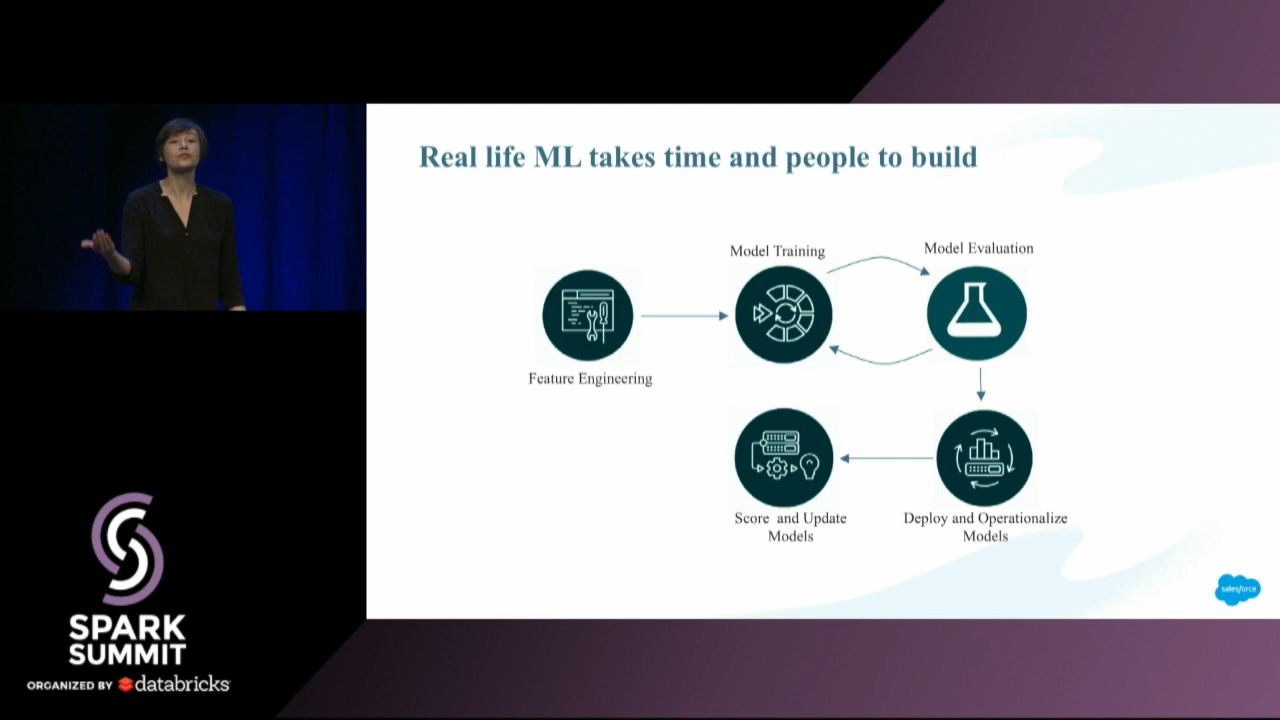 Real life ML takes time and people to build
Model Training
Model Evaluation
Feature Engineering
Score and Update
Models
Deploy and Operationalize
Models
salesforce
SPARK
SUMMIT
ORGANIZED BY databricks